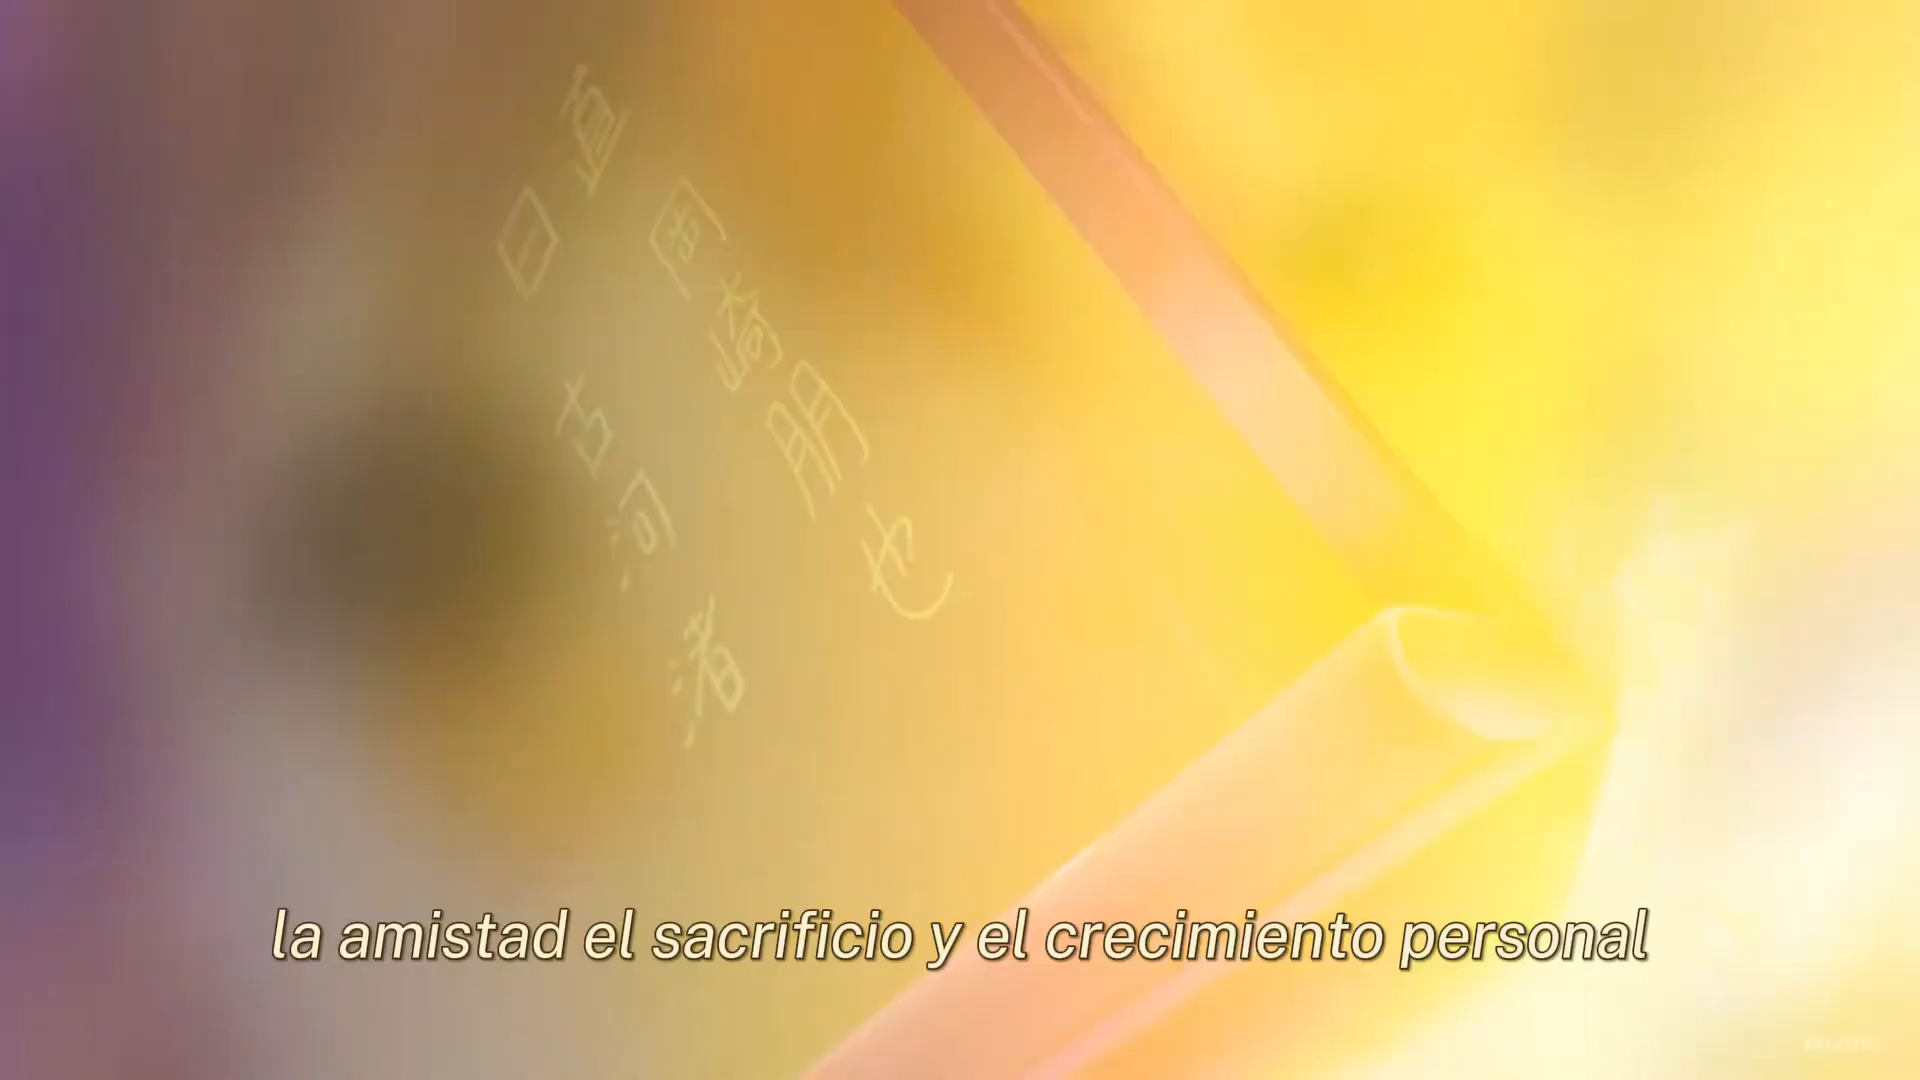 日直
岡崎朋也
古河渚
la amistad el sacrificio y el crecimiento personal